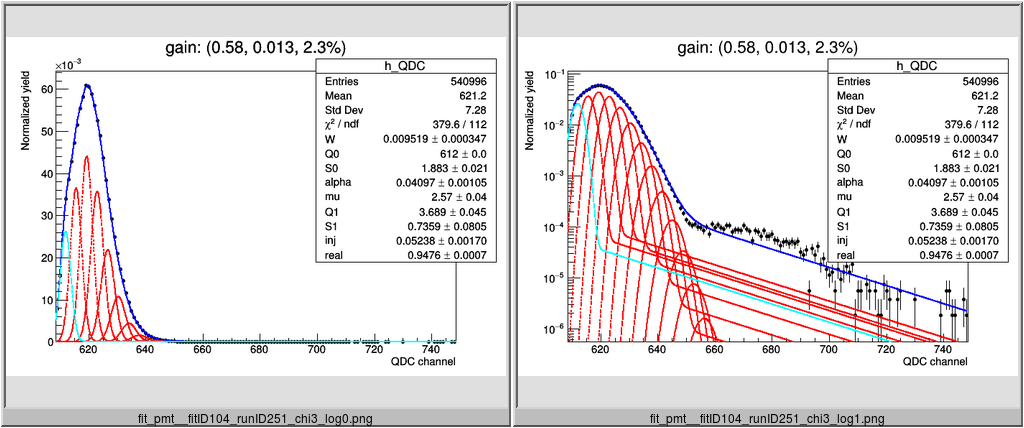 gain: (0.58, 0.013, 2.3%)
×10⁻³
Normalized yield
60
50
40
30
20
10
0
620 640 660 680 700 720 740
QDC channel
h_QDC
Entries 540996
Mean 621.2
Std Dev 7.28
χ² / ndf 379.6 / 112
W 0.009519 ± 0.000347
Q0 612 ± 0.0
S0 1.883 ± 0.021
alpha 0.04097 ± 0.00105
mu 2.57 ± 0.04
Q1 3.689 ± 0.045
S1 0.7359 ± 0.0805
inj 0.05238 ± 0.00170
real 0.9476 ± 0.0007
fit_pmt__fitID104_runID251_chi3_log0.png
gain: (0.58, 0.013, 2.3%)
Normalized yield
10⁻¹
10⁻²
10⁻³
10⁻⁴
10⁻⁵
10⁻⁶
620 640 660 680 700 720 740
QDC channel
h_QDC
Entries 540996
Mean 621.2
Std Dev 7.28
χ² / ndf 379.6 / 112
W 0.009519 ± 0.000347
Q0 612 ± 0.0
S0 1.883 ± 0.021
alpha 0.04097 ± 0.00105
mu 2.57 ± 0.04
Q1 3.689 ± 0.045
S1 0.7359 ± 0.0805
inj 0.05238 ± 0.00170
real 0.9476 ± 0.0007
fit_pmt__fitID104_runID251_chi3_log1.png